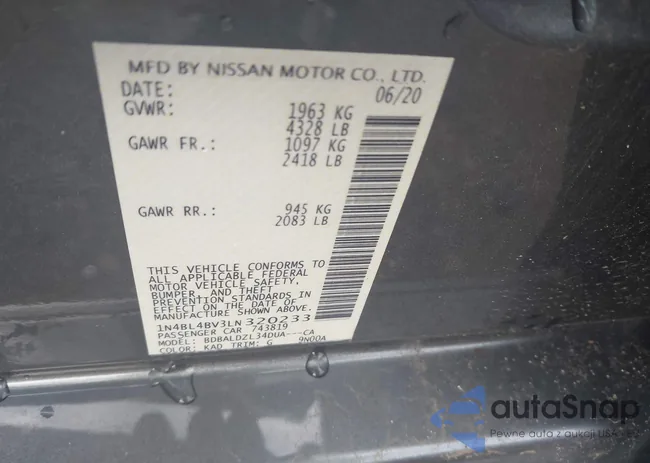 MFD BY NISSAN MOTOR CO., LTD.
DATE: 06/20
GVWR: 1963 KG
4328 LB
GAWR FR.: 1097 KG
2418 LB
GAWR RR.: 945 KG
2083 LB
THIS VEHICLE CONFORMS TO
ALL APPLICABLE FEDERAL
MOTOR VEHICLE SAFETY,
BUMPER, AND THEFT
PREVENTION STANDARDS IN
EFFECT ON THE DATE OF
MANUFACTURE SHOWN ABOVE.
1N4BL4BV3LN320233
PASSENGER CAR 743819
MODEL: BDBALDZL34DUA---CA
COLOR: KAD TRIM: G 9N00A
autoSnap
Pewne auta z aukcji USA